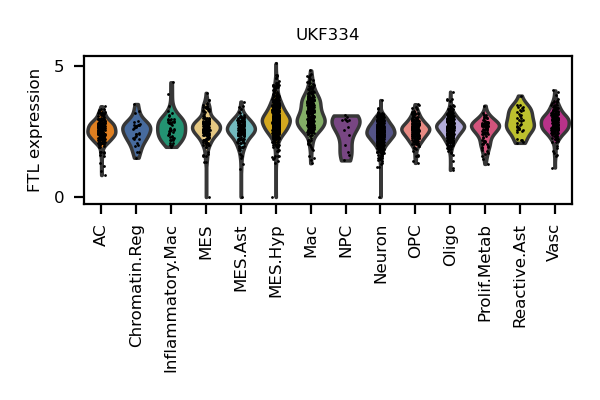 UKF334
FTL expression
5
0
AC
Chromatin.Reg
Inflammatory.Mac
MES
MES.Ast
MES.Hyp
Mac
NPC
Neuron
OPC
Oligo
Prolif.Metab
Reactive.Ast
Vasc